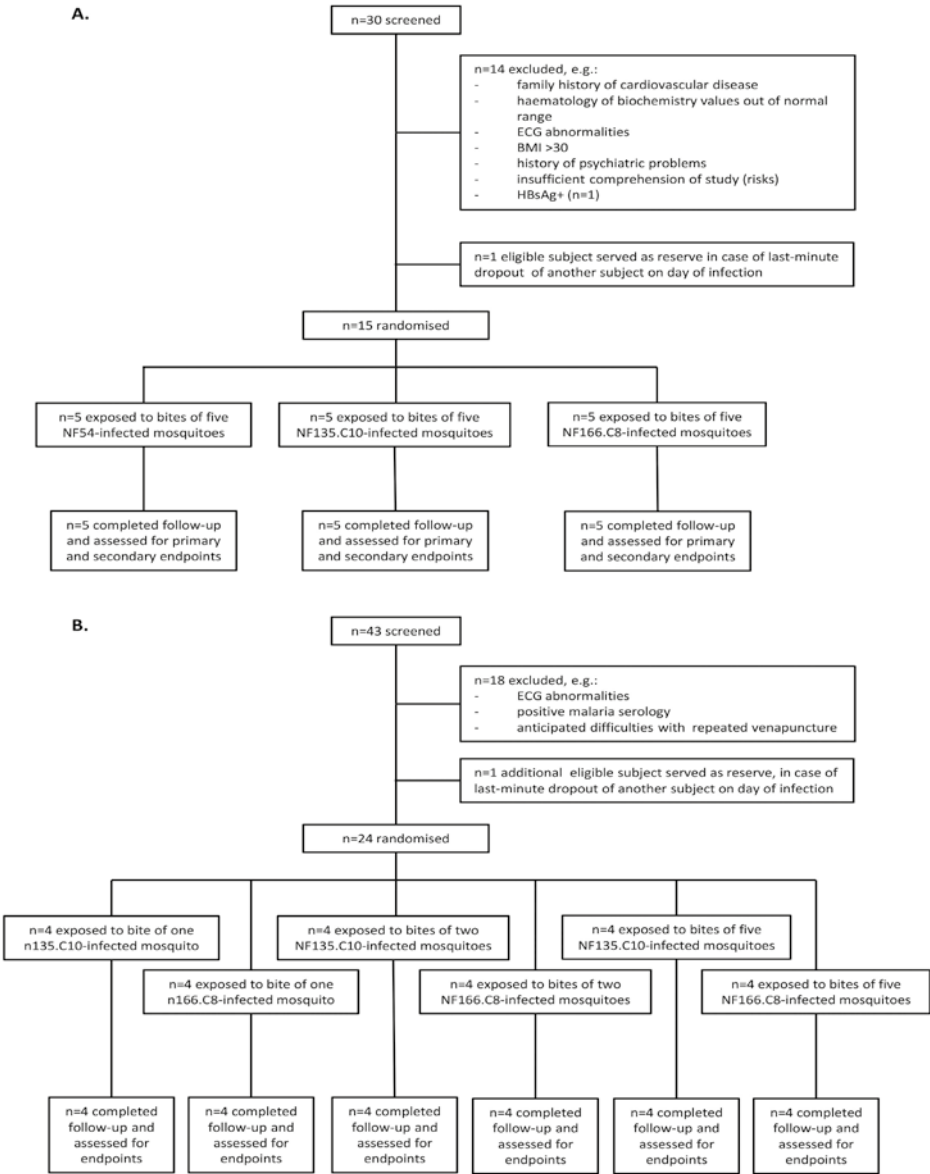 A.
n=30 screened
n=14 excluded, e.g.:
- family history of cardiovascular disease
- haematology of biochemistry values out of normal
range
- ECG abnormalities
- BMI >30
- history of psychiatric problems
- insufficient comprehension of study (risks)
- HBsAg+ (n=1)
n=1 eligible subject served as reserve in case of last-minute
dropout of another subject on day of infection
n=15 randomised
n=5 exposed to bites of five
NF54-infected mosquitoes
n=5 exposed to bites of five
NF135.C10-infected mosquitoes
n=5 exposed to bites of five
NF166.C8-infected mosquitoes
n=5 completed follow-up
and assessed for primary
and secondary endpoints
n=5 completed follow-up
and assessed for primary
and secondary endpoints
n=5 completed follow-up
and assessed for primary
and secondary endpoints
B.
n=43 screened
n=18 excluded, e.g.:
- ECG abnormalities
- positive malaria serology
- anticipated difficulties with repeated venapuncture
n=1 additional eligible subject served as reserve, in case of
last-minute dropout of another subject on day of infection
n=24 randomised
n=4 exposed to bite of one
n135.C10-infected mosquito
n=4 exposed to bites of two
NF135.C10-infected mosquitoes
n=4 exposed to bites of five
NF135.C10-infected mosquitoes
n=4 exposed to bite of one
n166.C8-infected mosquito
n=4 exposed to bites of two
NF166.C8-infected mosquitoes
n=4 exposed to bites of five
NF166.C8-infected mosquitoes
n=4 completed
follow-up and
assessed for
endpoints
n=4 completed
follow-up and
assessed for
endpoints
n=4 completed
follow-up and
assessed for
endpoints
n=4 completed
follow-up and
assessed for
endpoints
n=4 completed
follow-up and
assessed for
endpoints
n=4 completed
follow-up and
assessed for
endpoints